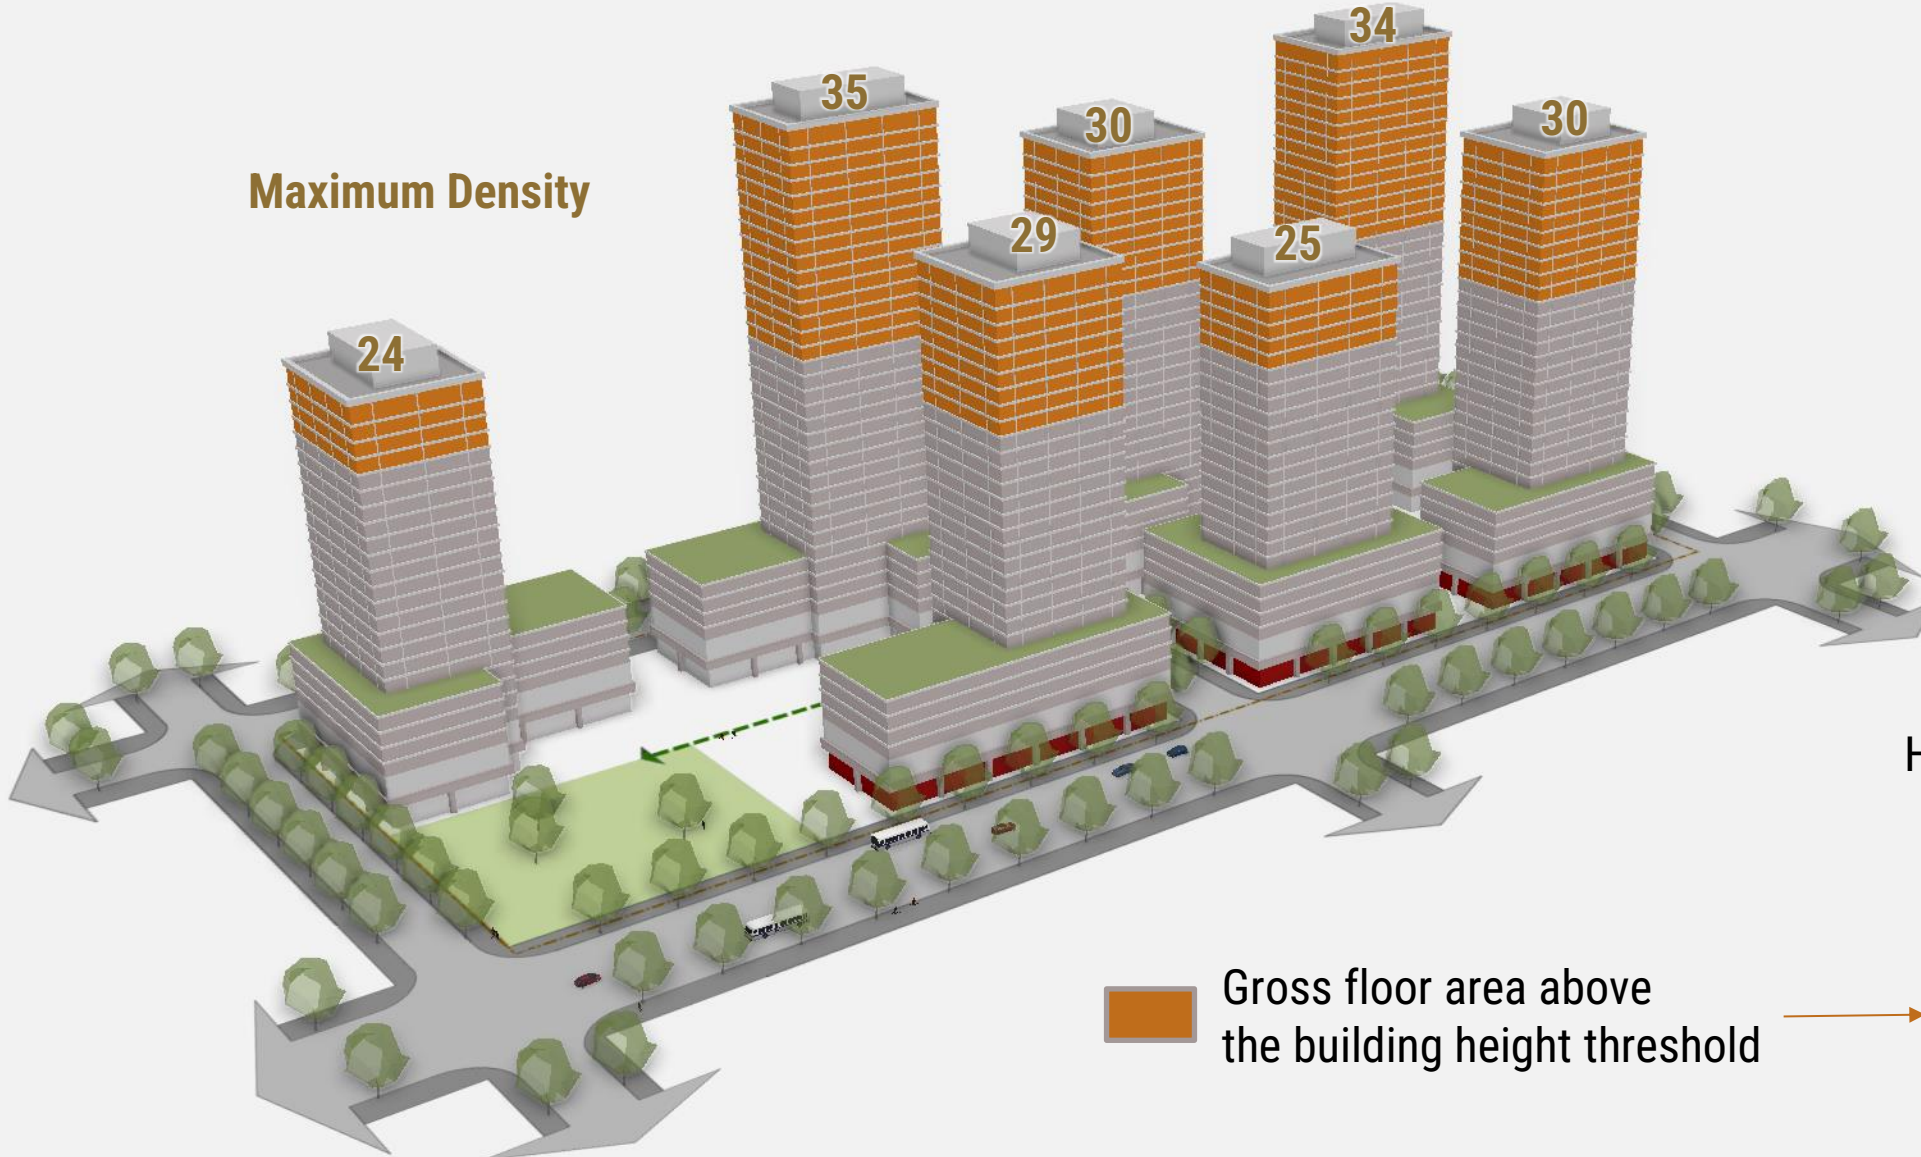 34
35
30
30
Maximum Density
29
25
24
H
Gross floor area above
the building height threshold